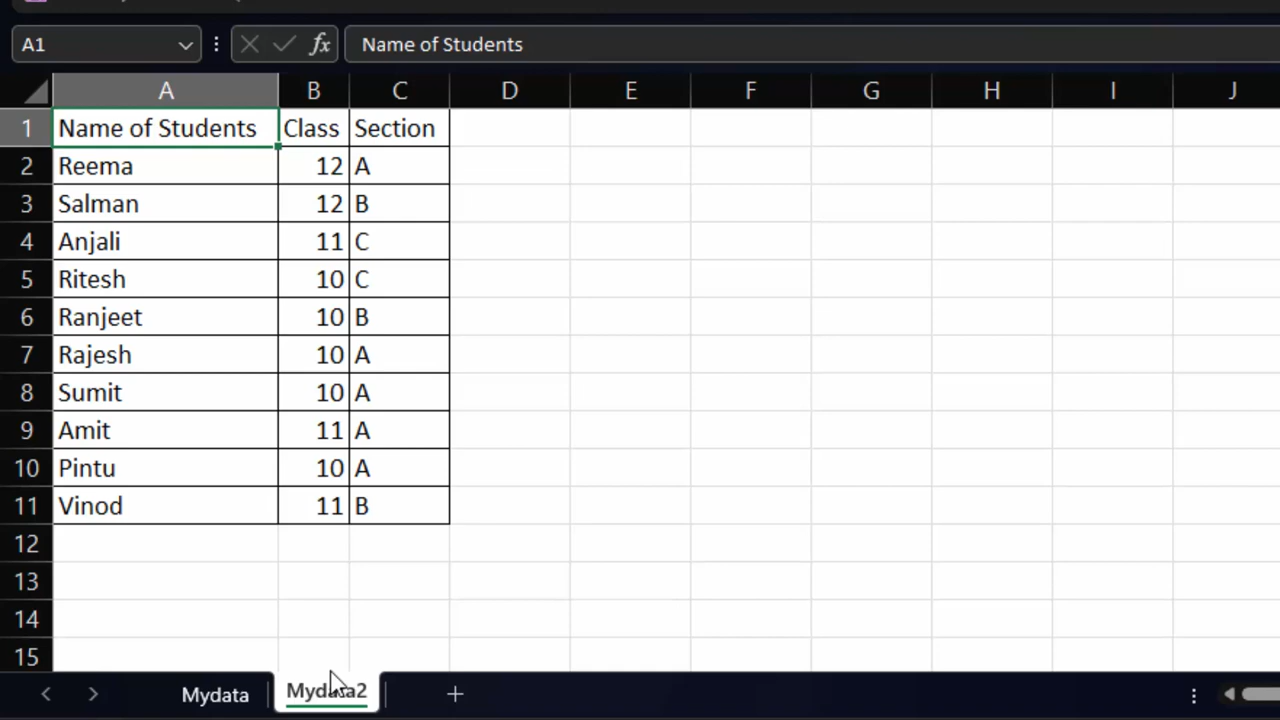 A1 fx Name of Students
A B C D E F G H I J
1 Name of Students Class Section
2 Reema 12 A
3 Salman 12 B
4 Anjali 11 C
5 Ritesh 10 C
6 Ranjeet 10 B
7 Rajesh 10 A
8 Sumit 10 A
9 Amit 11 A
10 Pintu 10 A
11 Vinod 11 B
12
13
14
15
Mydata Mydata2